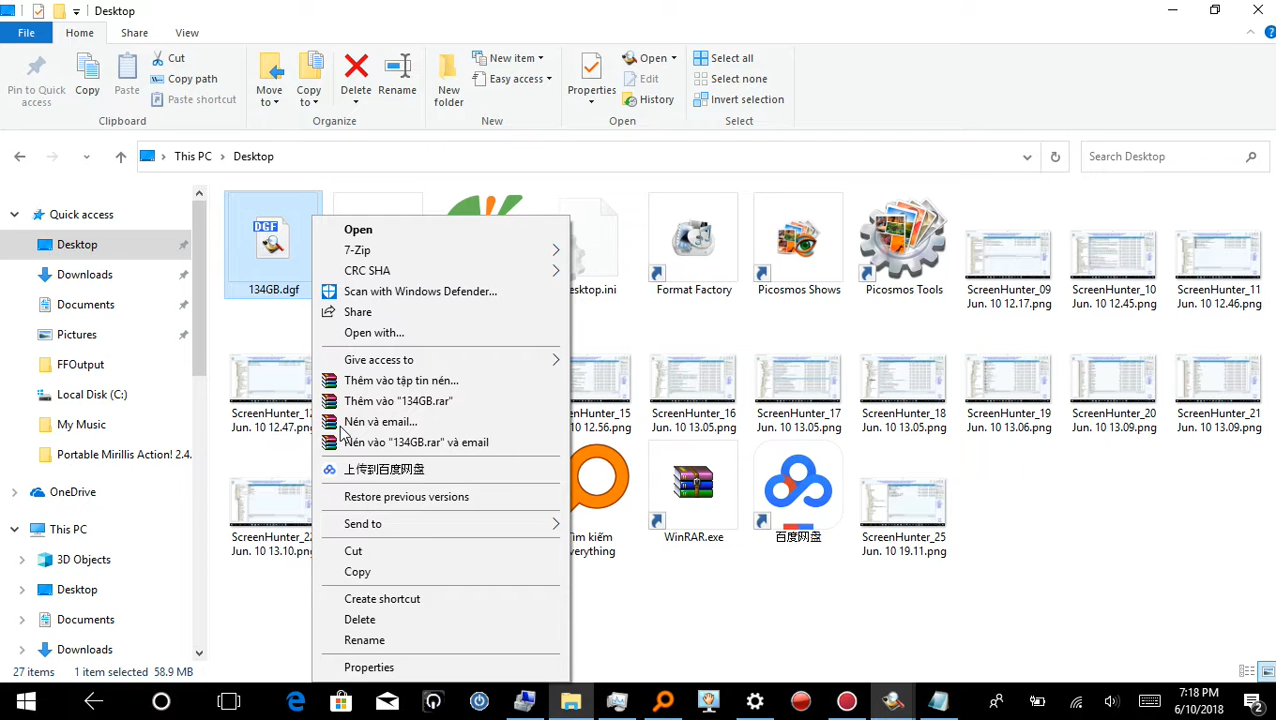 Desktop
File Home Share View
Pin to Quick access
Copy
Paste
Cut
Copy path
Paste shortcut
Clipboard
Move to
Copy to
Delete
Rename
Organize
New folder
New item
Easy access
New
Properties
Open
Edit
History
Open
Select all
Select none
Invert selection
Select
This PC Desktop
Search Desktop
Quick access
Desktop
Downloads
Documents
Pictures
FFOutput
Local Disk (C:)
My Music
Portable Mirillis Action! 2.4.
OneDrive
This PC
3D Objects
Desktop
Documents
Downloads
DGF
134GB.dgf
esktop.ini
Format Factory
Picosmos Shows
Picosmos Tools
ScreenHunter_09 Jun. 10 12.17.png
ScreenHunter_10 Jun. 10 12.45.png
ScreenHunter_11 Jun. 10 12.46.png
ScreenHunter_12
Jun. 10 12.47.
ScreenHunter_15
Jun. 10 13.05.png
ScreenHunter_16 Jun. 10 13.05.png
ScreenHunter_17 Jun. 10 13.05.png
ScreenHunter_18 Jun. 10 13.05.png
ScreenHunter_19 Jun. 10 13.06.png
ScreenHunter_20 Jun. 10 13.09.png
ScreenHunter_21 Jun. 10 13.09.png
ScreenHunter_22
Jun. 10 13.10.
Tìm kiếm
verything
WinRAR.exe
百度网盘
ScreenHunter_25 Jun. 10 19.11.png
Open
7-Zip
CRC SHA
Scan with Windows Defender...
Share
Open with...
Give access to
Thêm vào tập tin nén...
Thêm vào "134GB.rar"
Nén và email...
Nén vào "134GB.rar" và email
上传到百度网盘
Restore previous versions
Send to
Cut
Copy
Create shortcut
Delete
Rename
Properties
27 items 1 item selected 58.9 MB
7:18 PM
6/10/2018
2